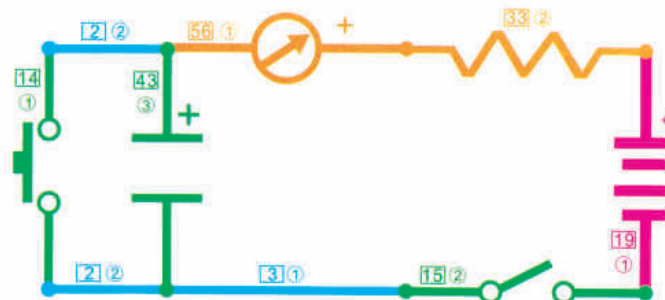 2 ② 56 ① + 33 ②
14 ① 43 ③ + +
19 ①
2 ② 3 ① 15 ②